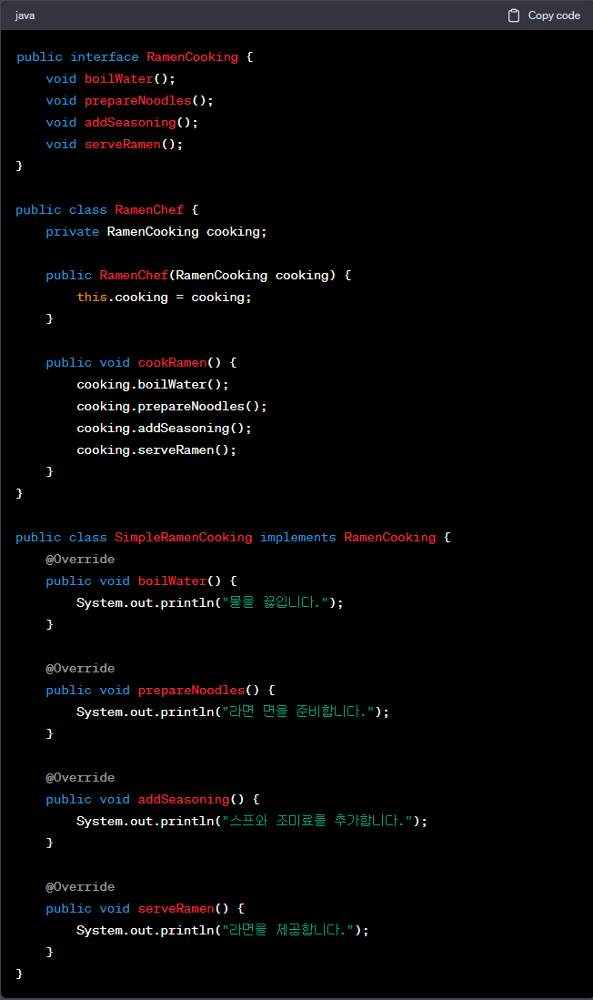 java
Copy code
public interface RamenCooking {
    void boilWater();
    void prepareNoodles();
    void addSeasoning();
    void serveRamen();
}
public class RamenChef {
    private RamenCooking cooking;
    public RamenChef(RamenCooking cooking) {
        this.cooking = cooking;
    }
    public void cookRamen() {
        cooking.boilWater();
        cooking.prepareNoodles();
        cooking.addSeasoning();
        cooking.serveRamen();
    }
}
public class SimpleRamenCooking implements RamenCooking {
    @Override
    public void boilWater() {
        System.out.println("물을 끓입니다.");
    }
    @Override
    public void prepareNoodles() {
        System.out.println("라면 면을 준비합니다.");
    }
    @Override
    public void addSeasoning() {
        System.out.println("스프와 조미료를 추가합니다.");
    }
    @Override
    public void serveRamen() {
        System.out.println("라면을 제공합니다.");
    }
}